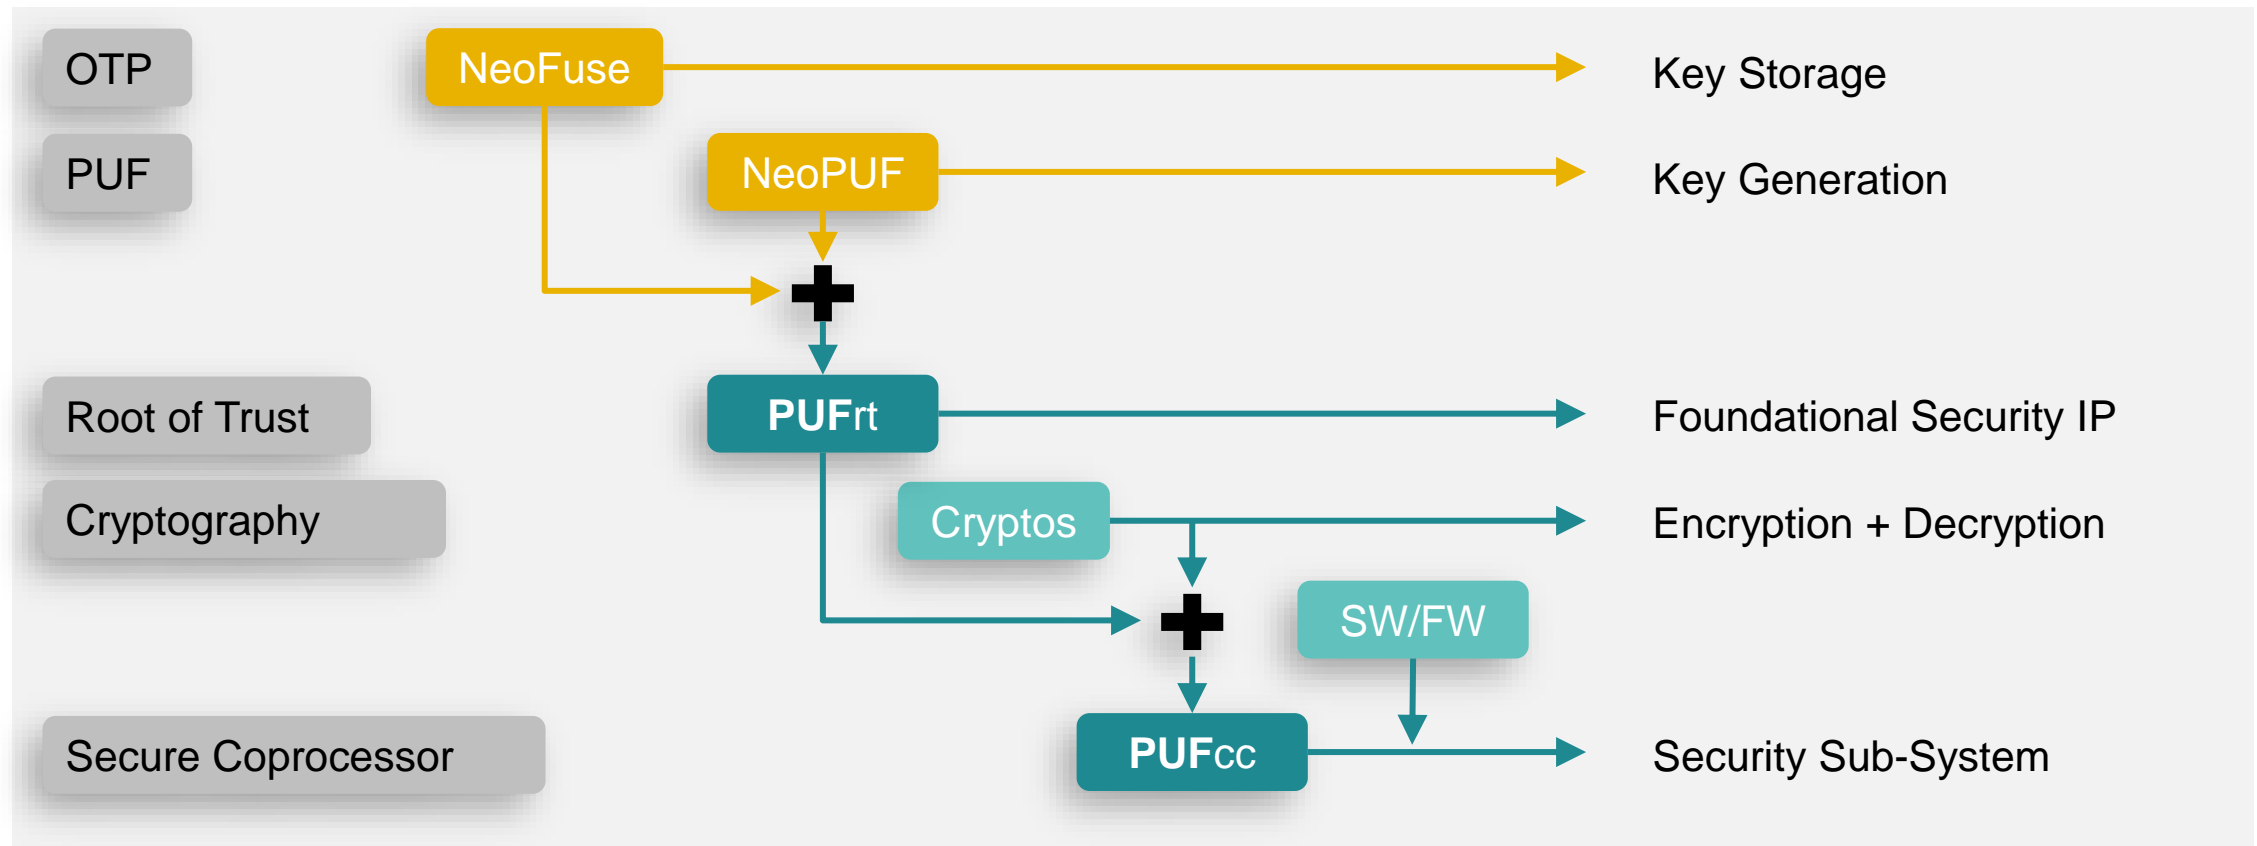 OTP
NeoFuse
Key Storage
PUF
NeoPUF
Key Generation
Root of Trust
PUFrt
Foundational Security IP
Cryptography
Cryptos
Encryption + Decryption
SW/FW
Secure Coprocessor
PUFcc
Security Sub-System